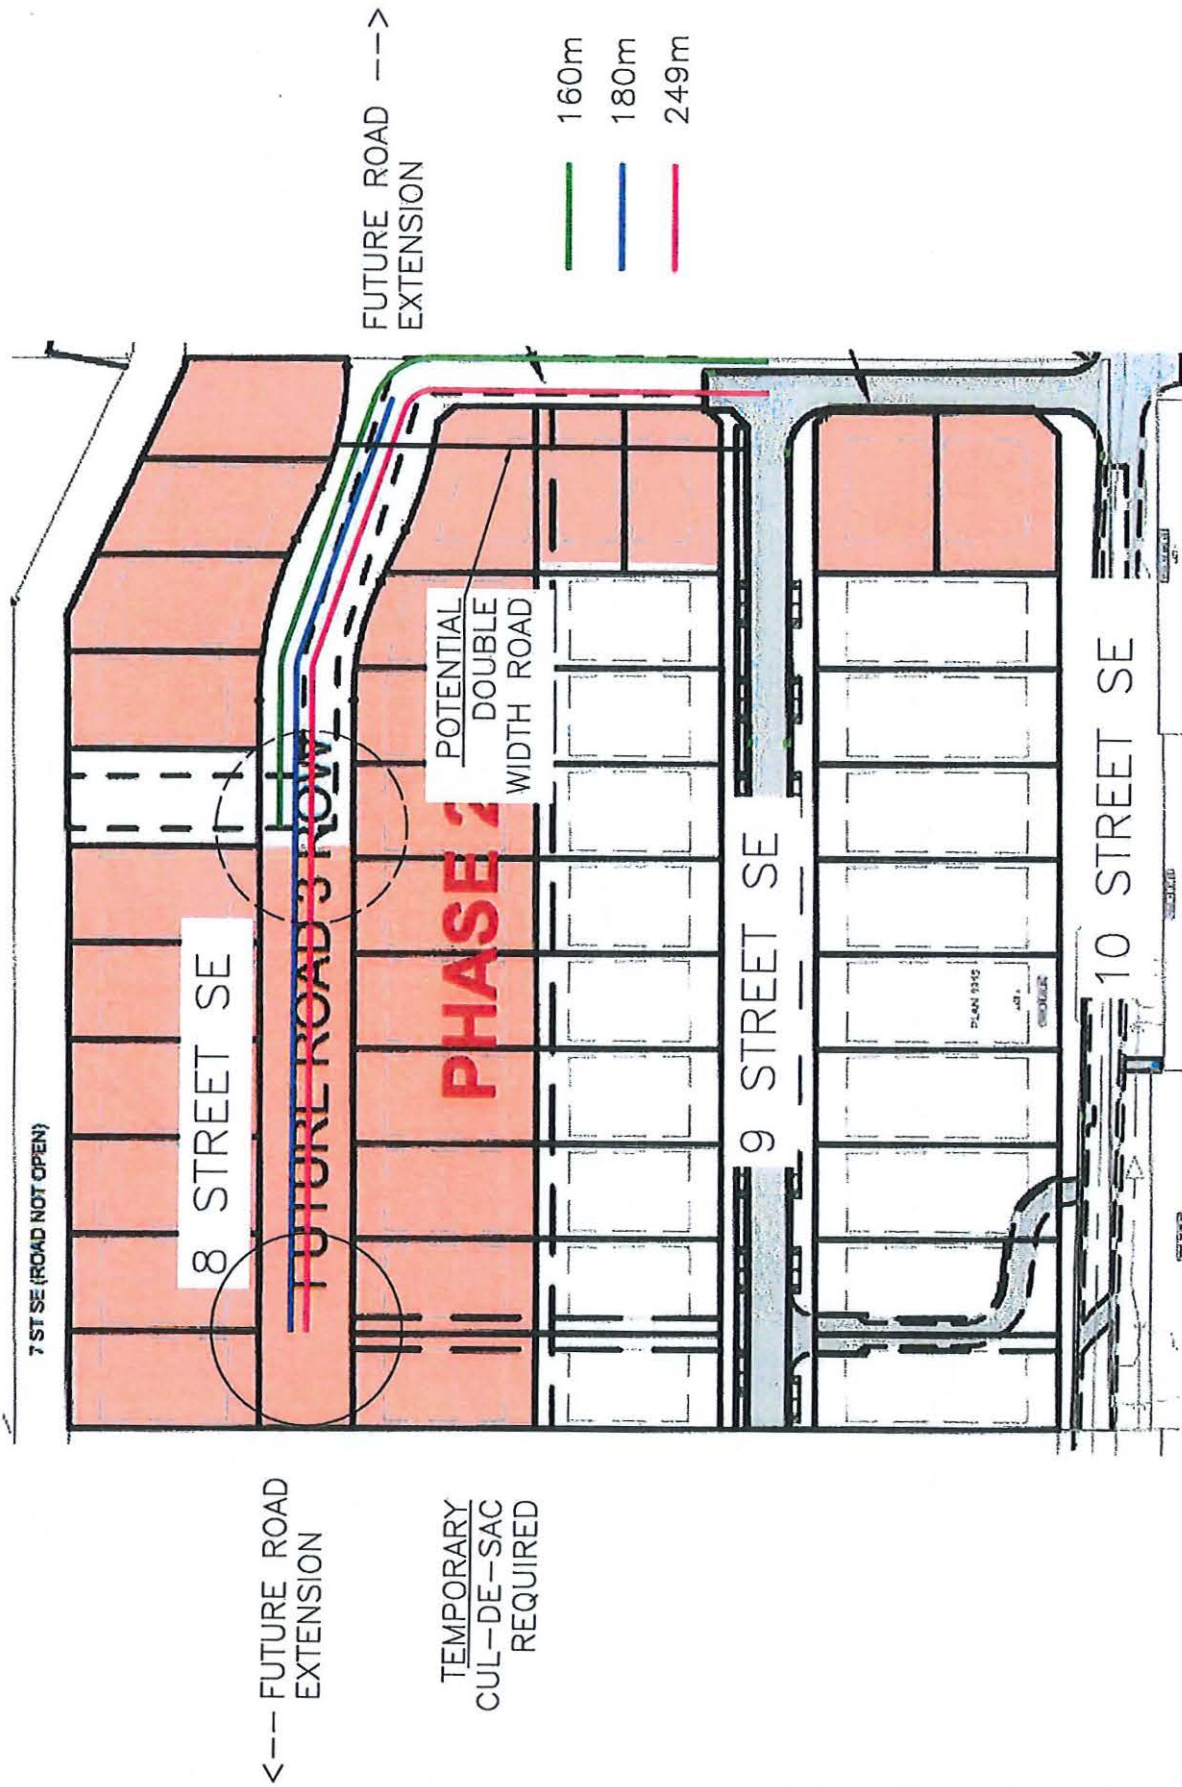 7 ST SE (ROAD NOT OPEN)
<-- FUTURE ROAD
EXTENSION
8 STREET SE
FUTURE ROAD 3 ROW
FUTURE ROAD -->
EXTENSION
TEMPORARY
CUL-DE-SAC
REQUIRED
PHASE 2
POTENTIAL
DOUBLE
WIDTH ROAD
160m
180m
249m
9 STREET SE
10 STREET SE